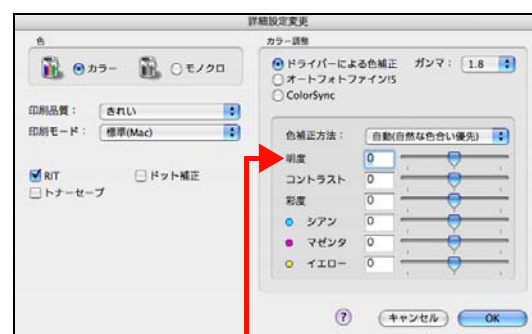 詳細設定変更
色
カラー
モノクロ
印刷品質： きれい
印刷モード： 標準(Mac)
RIT
ドット補正
トナーセーブ
カラー調整
ドライバーによる色補正 ガンマ： 1.8
オートフォトファイン!5
ColorSync
色補正方法： 自動(自然な色合い優先)
明度 0
コントラスト 0
彩度 0
シアン 0
マゼンタ 0
イエロー 0
? キャンセル OK